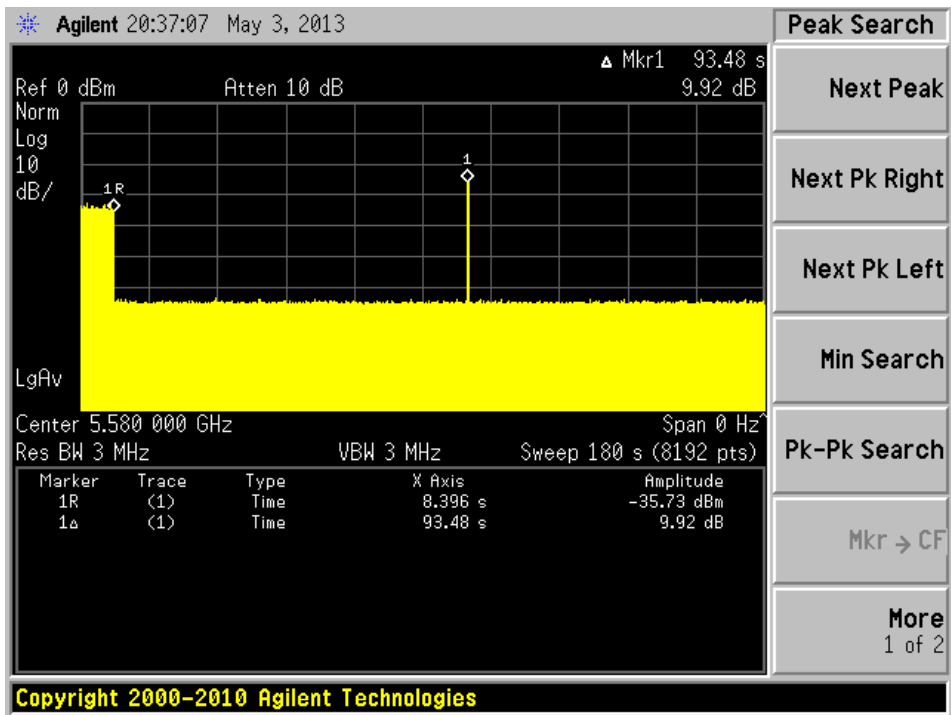 Agilent 20:37:07 May 3, 2013
Peak Search
Δ Mkr1 93.48 s
Ref 0 dBm Atten 10 dB 9.92 dB
Norm
Log
10
dB/
1R
1
LgAv
Center 5.580 000 GHz Span 0 Hz^
Res BW 3 MHz VBW 3 MHz Sweep 180 s (8192 pts)
Marker Trace Type X Axis Amplitude
1R (1) Time 8.396 s -35.73 dBm
1Δ (1) Time 93.48 s 9.92 dB
Next Peak
Next Pk Right
Next Pk Left
Min Search
Pk-Pk Search
Mkr → CF
More
1 of 2
Copyright 2000-2010 Agilent Technologies